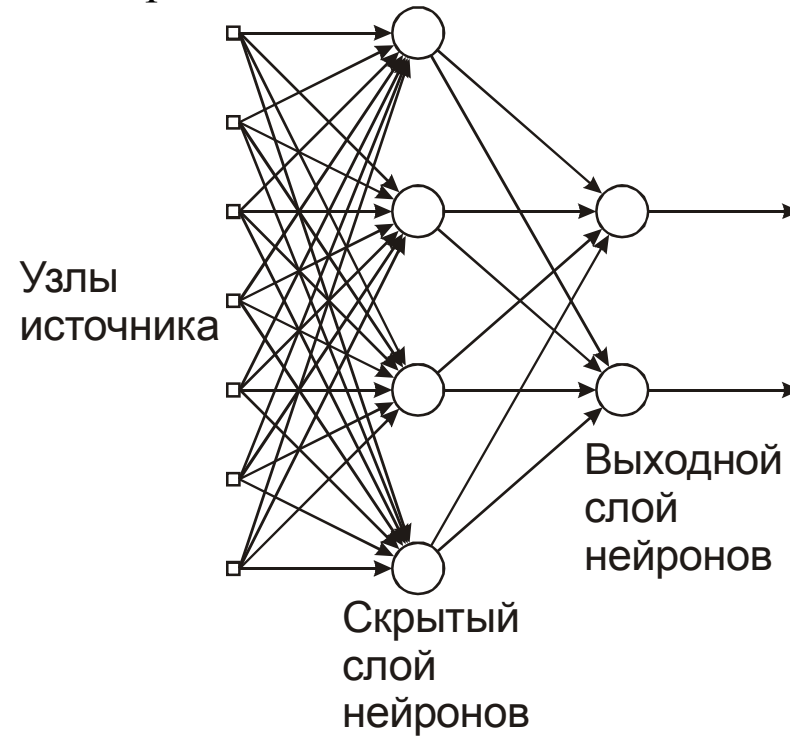 Узлы
источника
Выходной
слой
нейронов
Скрытый
слой
нейронов